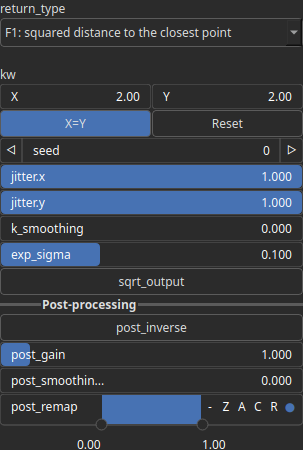 return_type
F1: squared distance to the closest point
kw
X 2.00 Y 2.00
X=Y Reset
seed 0
jitter.x 1.000
jitter.y 1.000
k_smoothing 0.000
exp_sigma 0.100
sqrt_output
Post-processing
post_inverse
post_gain 1.000
post_smoothin... 0.000
post_remap - Z A C R
0.00 1.00